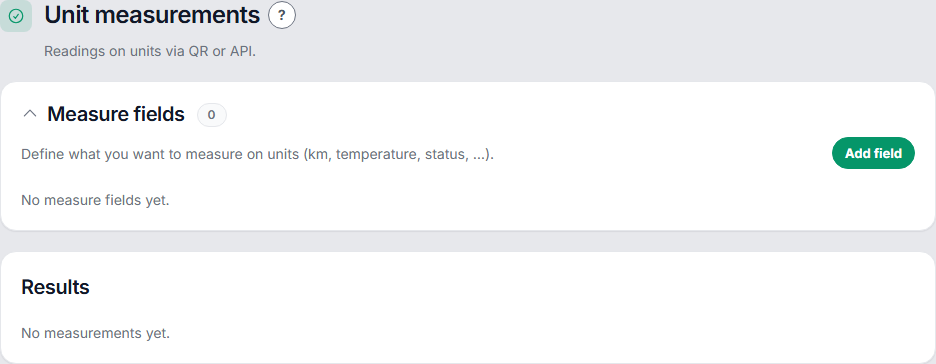 Unit measurements ?
Readings on units via QR or API.
Measure fields 0
Define what you want to measure on units (km, temperature, status, ...).
Add field
No measure fields yet.
Results
No measurements yet.